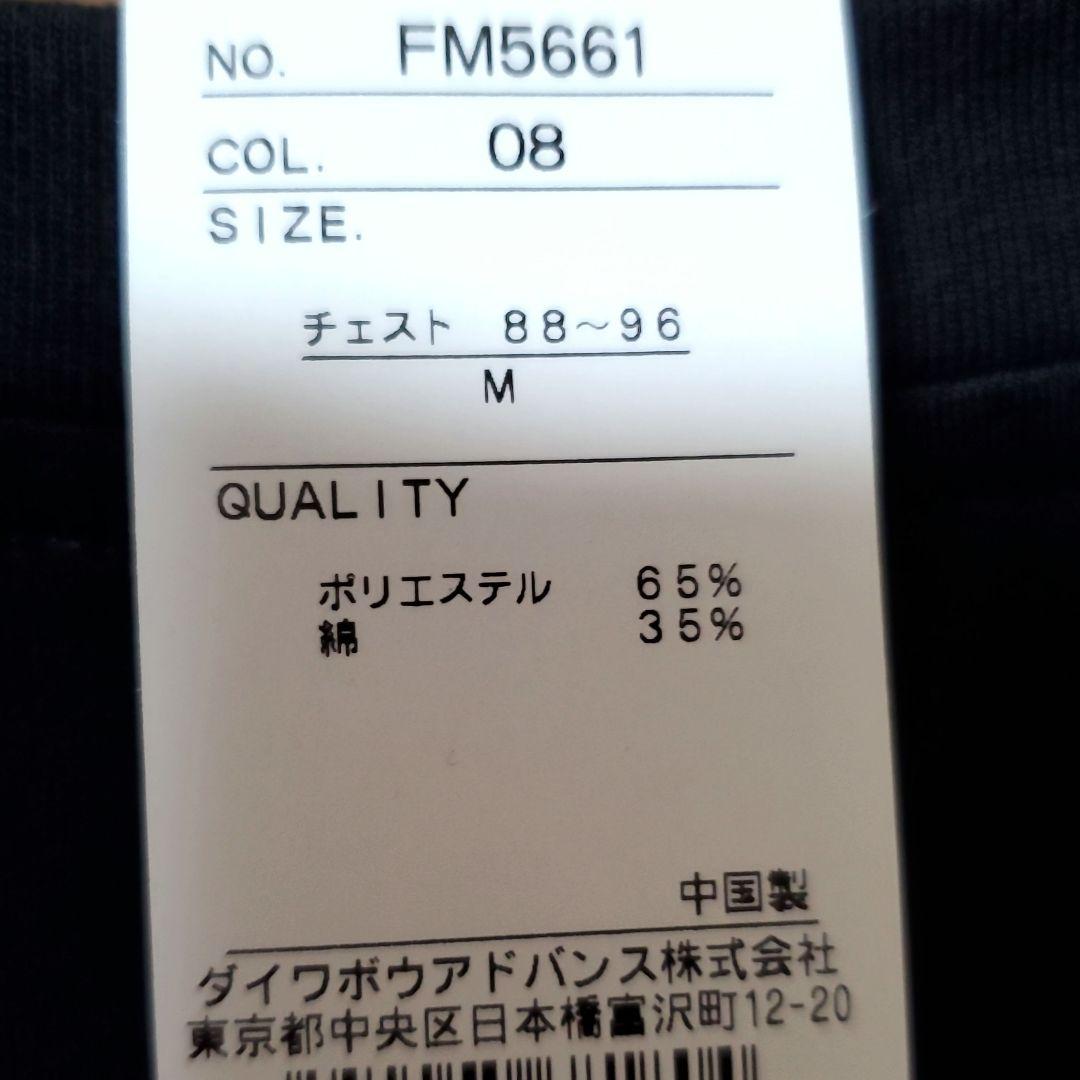 NO. FM5661
COL. 08
SIZE.
チェスト 88~96
M
QUALITY
ポリエステル 65%
綿 35%
中国製
ダイワボウアドバンス株式会社
東京都中央区日本橋富沢町12-20